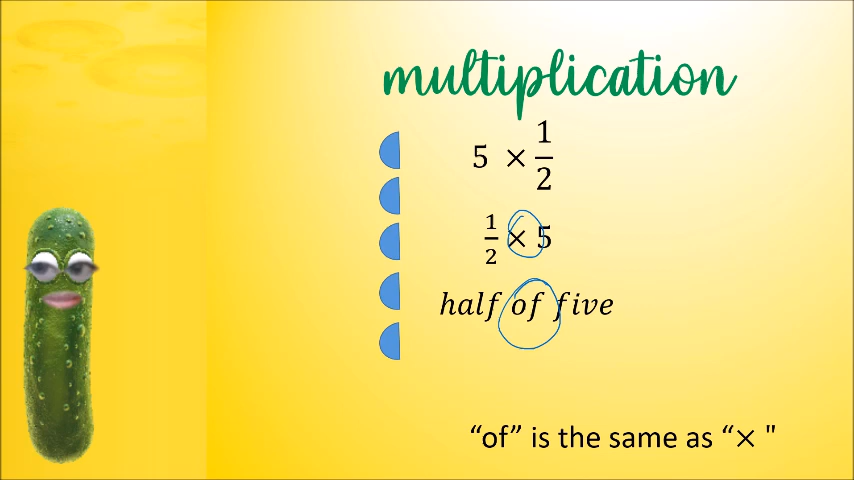 multiplication
5 × 1/2
1/2 × 5
half of five
“of” is the same as “× "